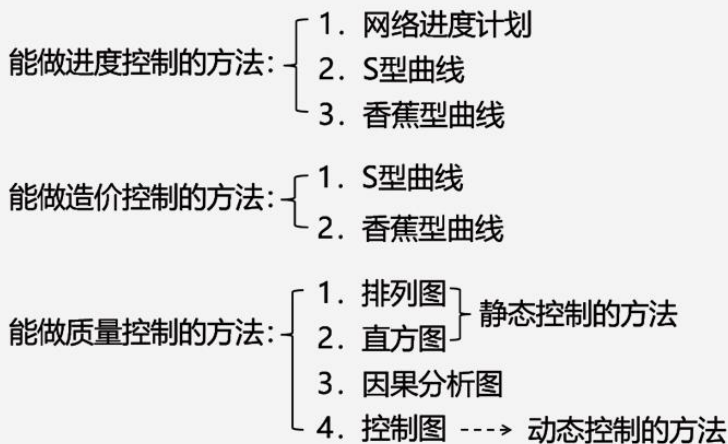 能做进度控制的方法:
1. 网络进度计划
2. S型曲线
3. 香蕉型曲线
能做造价控制的方法:
1. S型曲线
2. 香蕉型曲线
能做质量控制的方法:
1. 排列图
2. 直方图
静态控制的方法
3. 因果分析图
4. 控制图 ---> 动态控制的方法